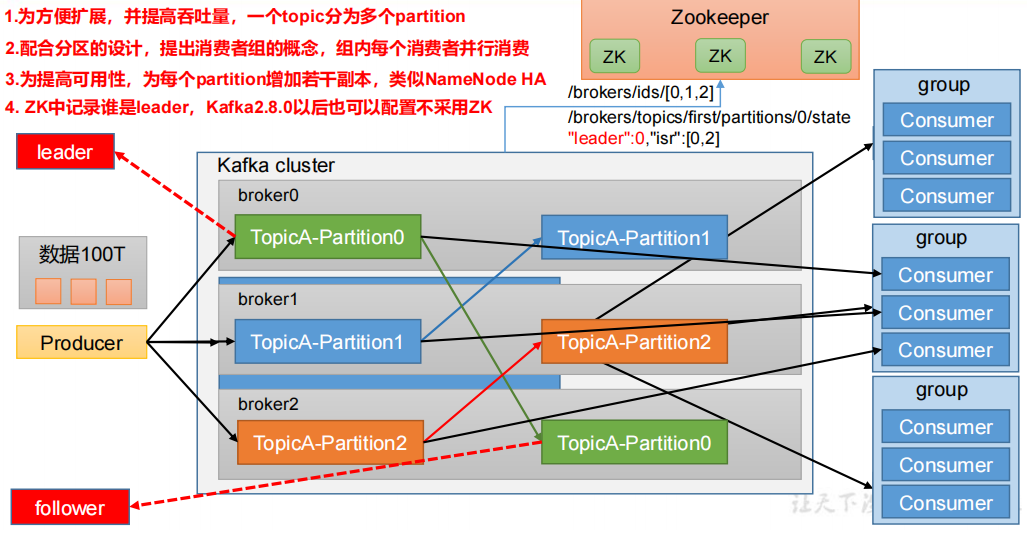 1.为方便扩展，并提高吞吐量，一个topic分为多个partition
2.配合分区的设计，提出消费者组的概念，组内每个消费者并行消费
3.为提高可用性，为每个partition增加若干副本，类似NameNode HA
4. ZK中记录谁是leader，Kafka2.8.0以后也可以配置不采用ZK
Zookeeper
ZK
ZK
ZK
/brokers/ids/[0,1,2]
/brokers/topics/first/partitions/0/state
"leader":0,"isr":[0,2]
leader
Kafka cluster
broker0
TopicA-Partition0
TopicA-Partition1
数据100T
Producer
broker1
TopicA-Partition1
TopicA-Partition2
broker2
TopicA-Partition2
TopicA-Partition0
follower
group
Consumer
Consumer
Consumer
group
Consumer
Consumer
Consumer
group
Consumer
Consumer
Consumer
让天下